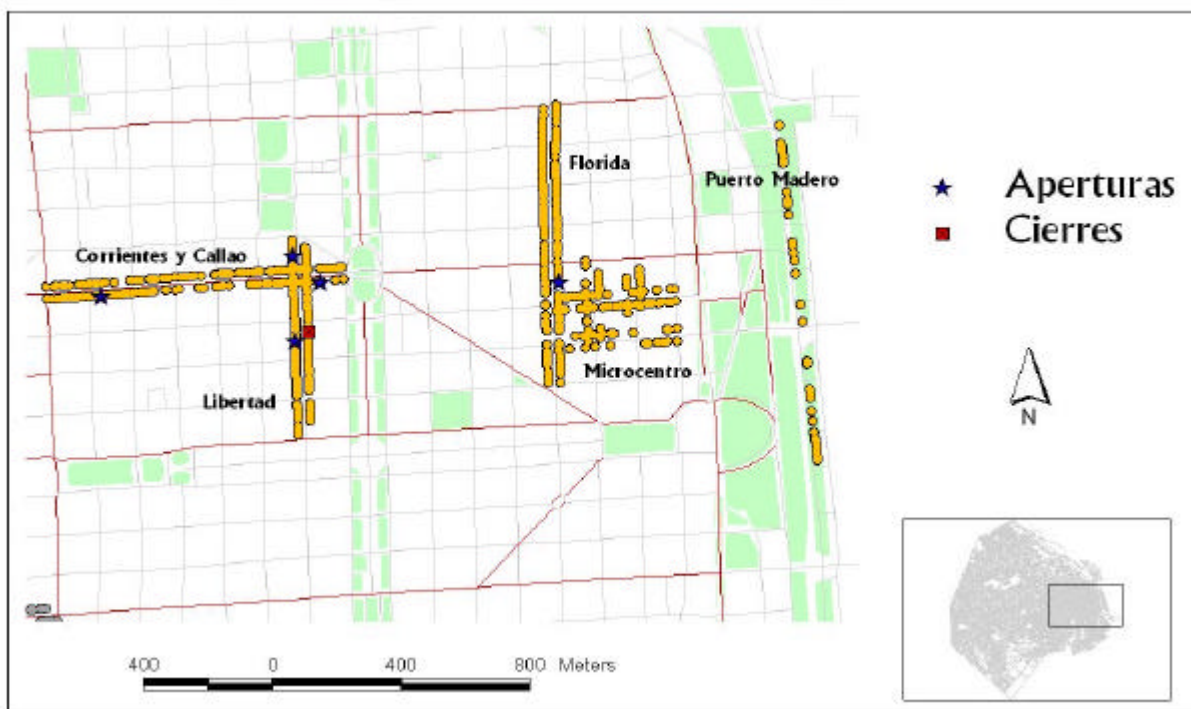 Florida
Puerto Madero
Corrientes y Callao
Libertad
Microcentro
Aperturas
Cierres
N
400 0 400 800 Meters